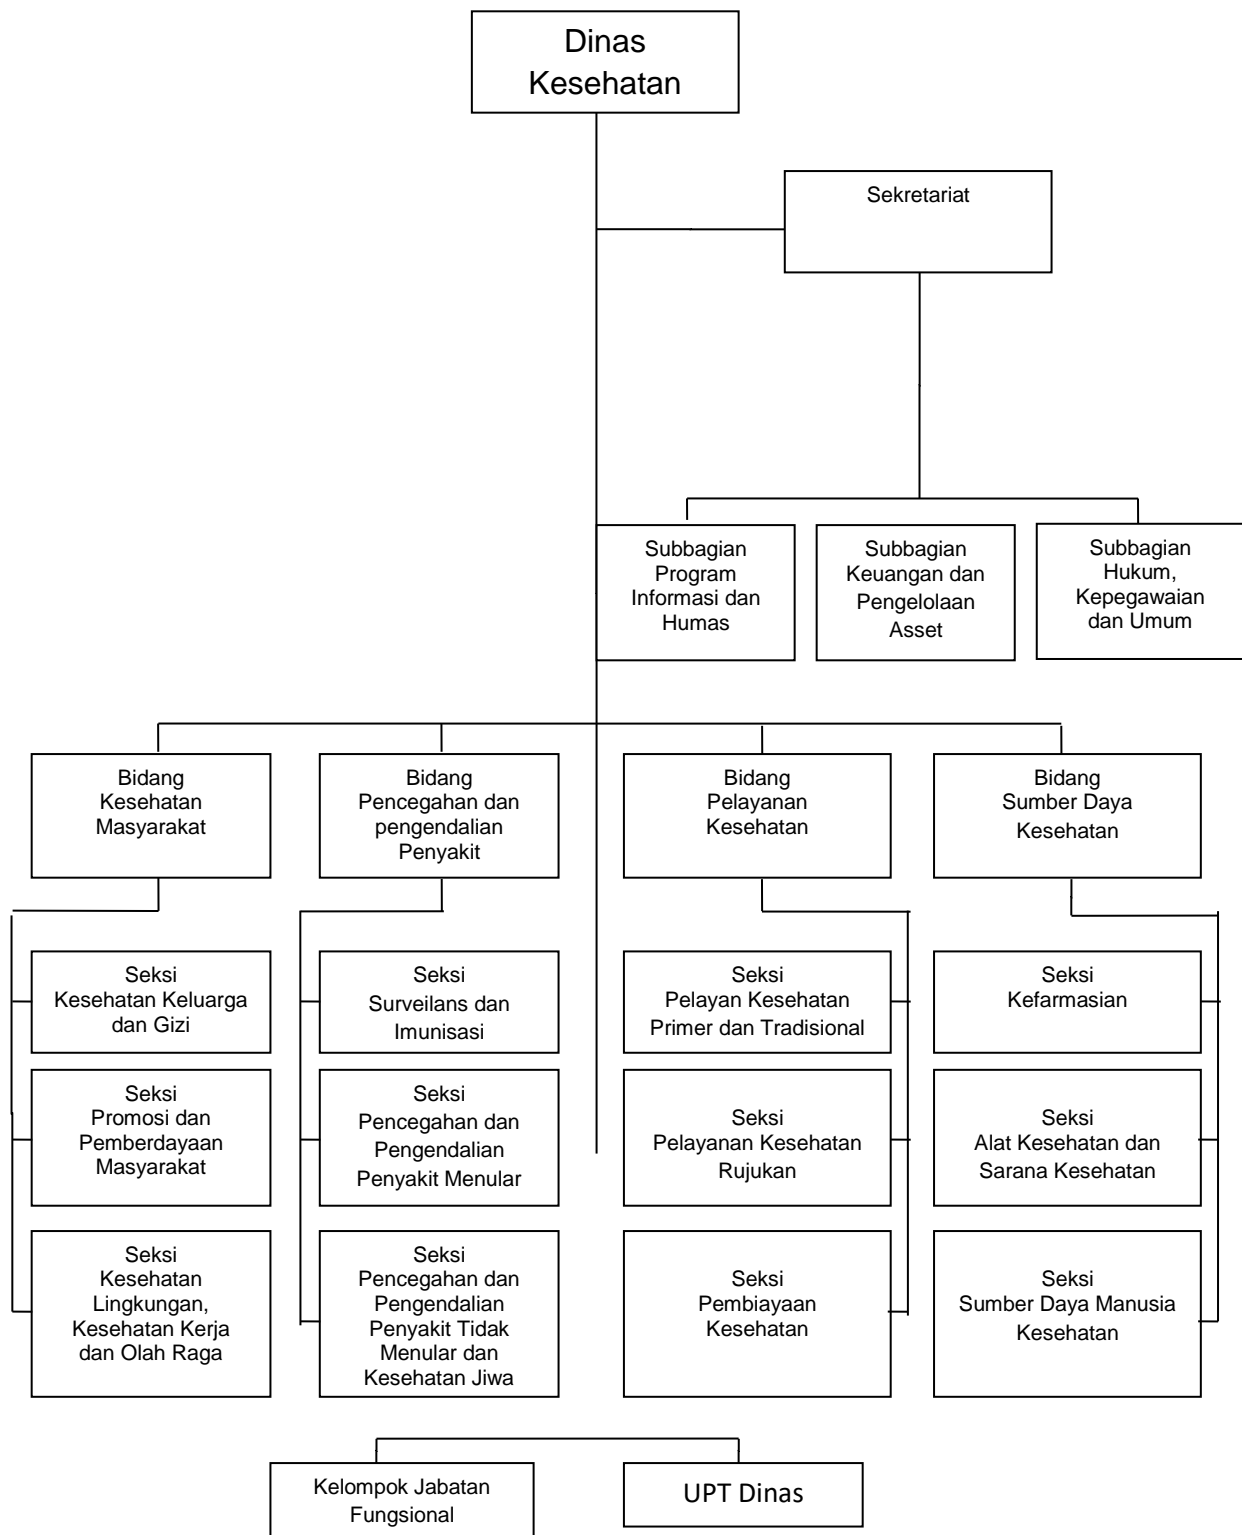 Dinas
Kesehatan
Sekretariat
Subbagian
Program
Informasi dan
Humas
Subbagian
Keuangan dan
Pengelolaan
Asset
Subbagian
Hukum,
Kepegawaian
dan Umum
Bidang
Kesehatan
Masyarakat
Bidang
Pencegahan dan
pengendalian
Penyakit
Bidang
Pelayanan
Kesehatan
Bidang
Sumber Daya
Kesehatan
Seksi
Kesehatan Keluarga
dan Gizi
Seksi
Surveilans dan
Imunisasi
Seksi
Pelayan Kesehatan
Primer dan Tradisional
Seksi
Kefarmasian
Seksi
Promosi dan
Pemberdayaan
Masyarakat
Seksi
Pencegahan dan
Pengendalian
Penyakit Menular
Seksi
Pelayanan Kesehatan
Rujukan
Seksi
Alat Kesehatan dan
Sarana Kesehatan
Seksi
Kesehatan
Lingkungan,
Kesehatan Kerja
dan Olah Raga
Seksi
Pencegahan dan
Pengendalian
Penyakit Tidak
Menular dan
Kesehatan Jiwa
Seksi
Pembiayaan
Kesehatan
Seksi
Sumber Daya Manusia
Kesehatan
Kelompok Jabatan
Fungsional
UPT Dinas